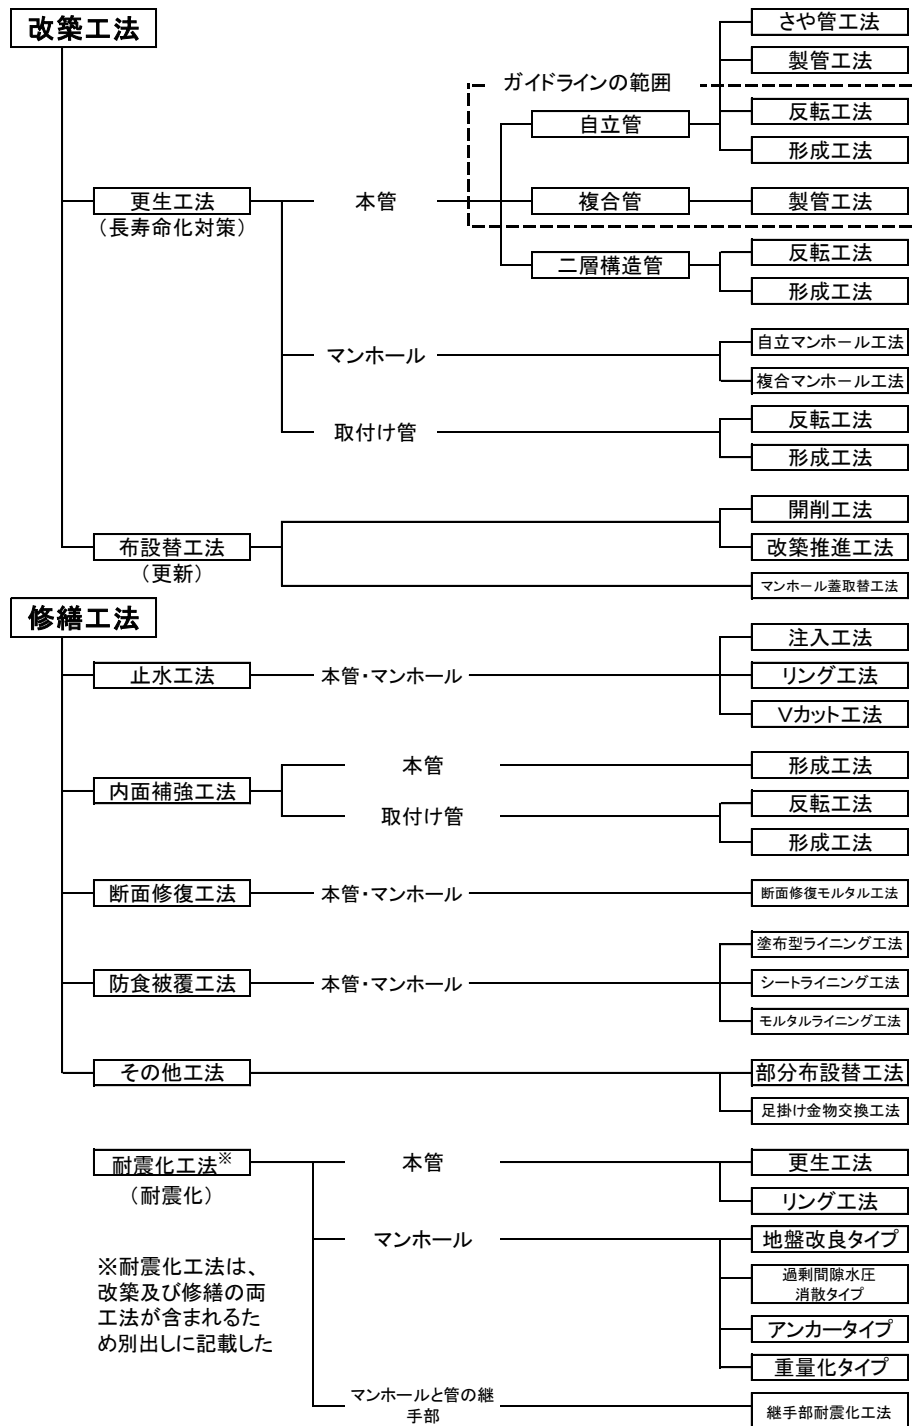 改築工法
さや管工法
製管工法
ガイドラインの範囲
自立管
反転工法
形成工法
更生工法
（長寿命化対策）
本管
複合管
製管工法
二層構造管
反転工法
形成工法
マンホール
自立マンホール工法
複合マンホール工法
取付け管
反転工法
形成工法
布設替工法
（更新）
開削工法
改築推進工法
マンホール蓋取替工法
修繕工法
止水工法
本管・マンホール
注入工法
リング工法
Vカット工法
内面補強工法
本管
形成工法
取付け管
反転工法
形成工法
断面修復工法
本管・マンホール
断面修復モルタル工法
防食被覆工法
本管・マンホール
塗布型ライニング工法
シートライニング工法
モルタルライニング工法
その他工法
部分布設替工法
足掛け金物交換工法
耐震化工法※
（耐震化）
本管
更生工法
リング工法
マンホール
地盤改良タイプ
過剰間隙水圧
消散タイプ
アンカータイプ
重量化タイプ
※耐震化工法は、
改築及び修繕の両
工法が含まれるた
め別出しに記載した
マンホールと管の継
手部
継手部耐震化工法